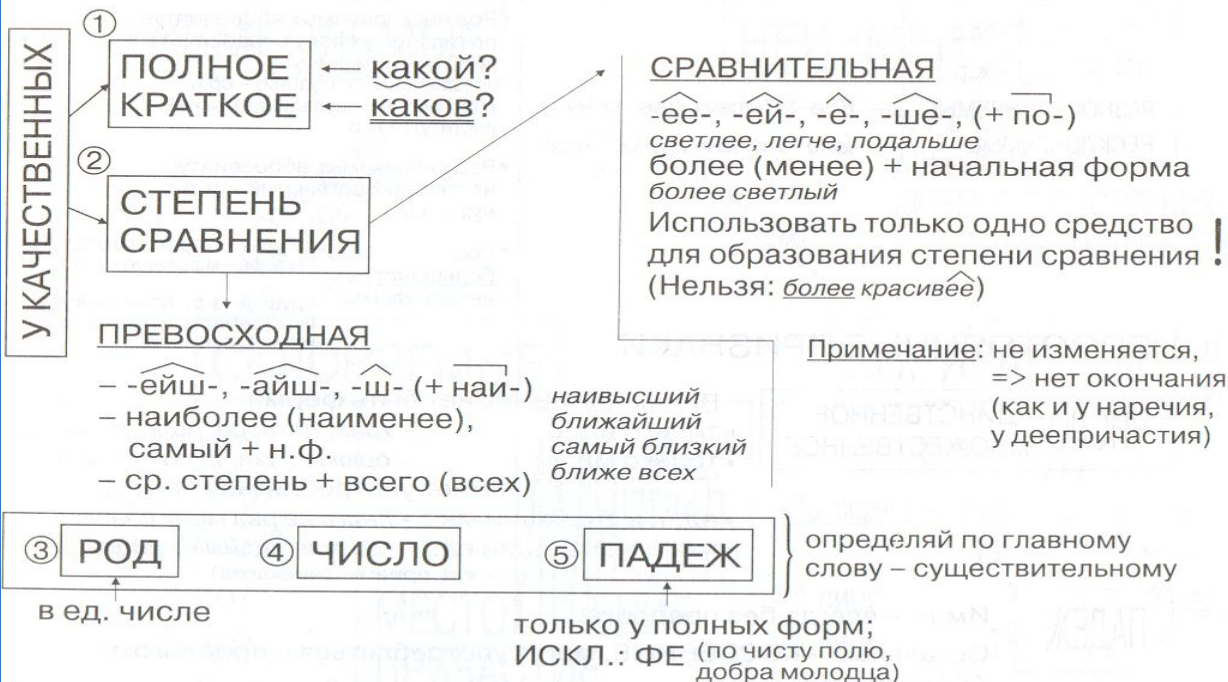 У КАЧЕСТВЕННЫХ
① ПОЛНОЕ ← какой?
КРАТКОЕ ← каков?
② СТЕПЕНЬ
СРАВНЕНИЯ
СРАВНИТЕЛЬНАЯ
-ее-, -ей-, -е-, -ше-, (+ по-)
светлее, легче, подальше
более (менее) + начальная форма
более светлый
Использовать только одно средство
для образования степени сравнения !
(Нельзя: более красивее)
ПРЕВОСХОДНАЯ
– -ейш-, -айш-, -ш- (+ наи-)
– наиболее (наименее),
самый + н.ф.
– ср. степень + всего (всех)
наивысший
ближайший
самый близкий
ближе всех
Примечание: не изменяется,
=> нет окончания
(как и у наречия,
у деепричастия)
③ РОД ④ ЧИСЛО ⑤ ПАДЕЖ
определяй по главному
слову – существительному
в ед. числе
только у полных форм;
ИСКЛ.: ФЕ (по чисту полю,
добра молодца)